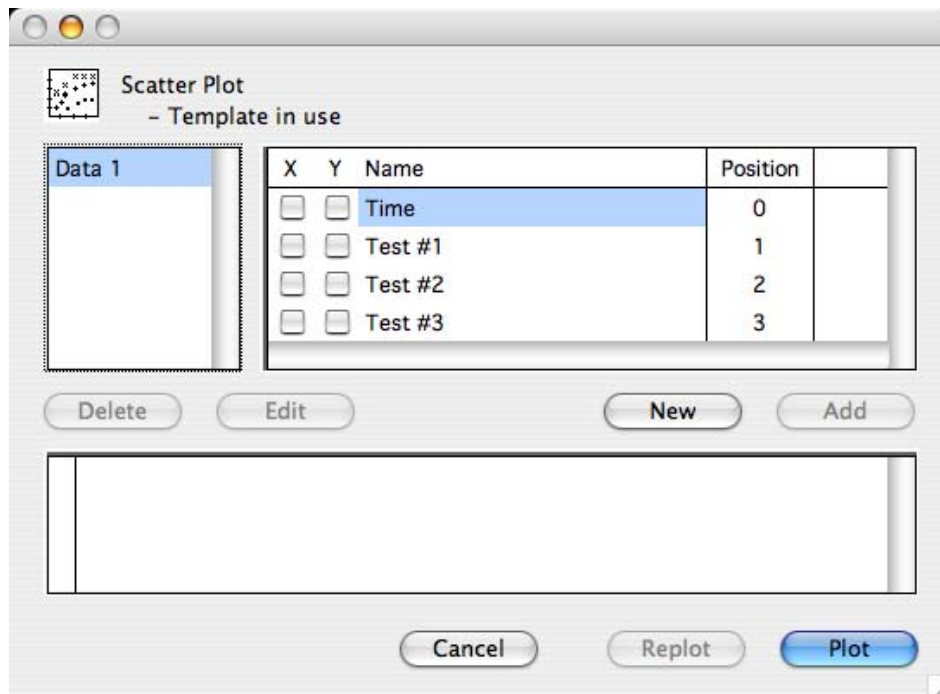 Scatter Plot
- Template in use
Data 1
X Y Name Position
Time 0
Test #1 1
Test #2 2
Test #3 3
Delete Edit New Add
Cancel Replot Plot